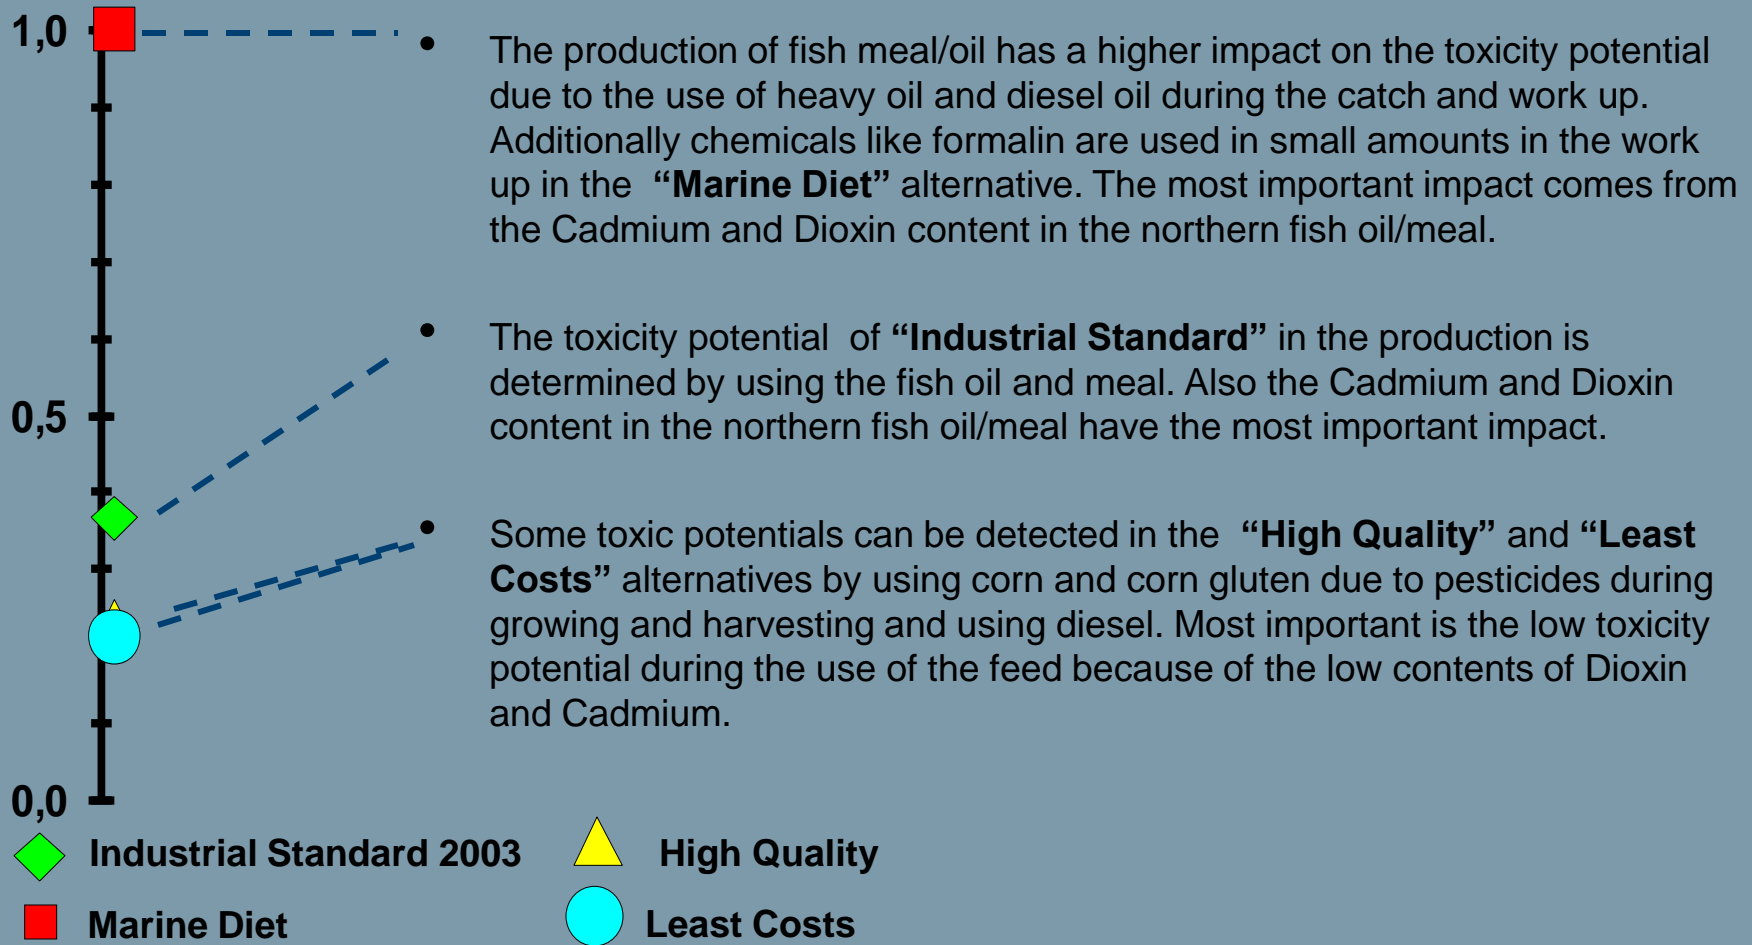 1,0
• The production of fish meal/oil has a higher impact on the toxicity potential
due to the use of heavy oil and diesel oil during the catch and work up.
Additionally chemicals like formalin are used in small amounts in the work
up in the “Marine Diet” alternative. The most important impact comes from
the Cadmium and Dioxin content in the northern fish oil/meal.
• The toxicity potential of “Industrial Standard” in the production is
determined by using the fish oil and meal. Also the Cadmium and Dioxin
content in the northern fish oil/meal have the most important impact.
0,5
• Some toxic potentials can be detected in the “High Quality” and “Least
Costs” alternatives by using corn and corn gluten due to pesticides during
growing and harvesting and using diesel. Most important is the low toxicity
potential during the use of the feed because of the low contents of Dioxin
and Cadmium.
0,0
Industrial Standard 2003
High Quality
Marine Diet
Least Costs